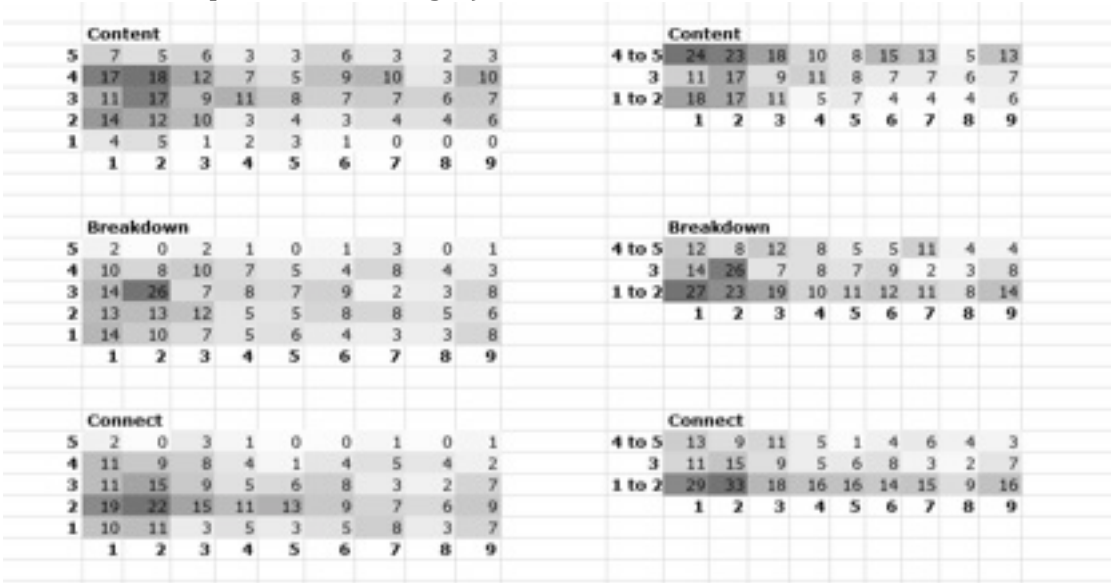 Content Content
5 7 5 6 3 3 6 3 2 3 4 to 5 24 23 18 10 8 15 13 5 13
4 17 18 12 7 5 9 10 3 10 3 11 17 9 11 8 7 7 6 7
3 11 17 9 11 8 7 7 6 7 1 to 2 18 17 11 5 7 4 4 4 6
2 14 12 10 3 4 3 4 4 6 1 2 3 4 5 6 7 8 9
1 4 5 1 2 3 1 0 0 0
1 2 3 4 5 6 7 8 9
Breakdown Breakdown
5 2 0 2 1 0 1 3 0 1 4 to 5 12 8 12 8 5 5 11 4 4
4 10 8 10 7 5 4 8 4 3 3 14 26 7 8 7 9 2 3 8
3 14 26 7 8 7 9 2 3 8 1 to 2 27 23 19 10 11 12 11 8 14
2 13 13 12 5 5 8 8 5 6 1 2 3 4 5 6 7 8 9
1 14 10 7 5 6 4 3 3 8
1 2 3 4 5 6 7 8 9
Connect Connect
5 2 0 3 1 0 0 1 0 1 4 to 5 13 9 11 5 1 4 6 4 3
4 11 9 8 4 1 4 5 4 2 3 11 15 9 5 6 8 3 2 7
3 11 15 9 5 6 8 3 2 7 1 to 2 29 33 18 16 16 14 15 9 16
2 19 22 15 11 13 9 7 6 9 1 2 3 4 5 6 7 8 9
1 10 11 3 5 3 5 8 3 7
1 2 3 4 5 6 7 8 9